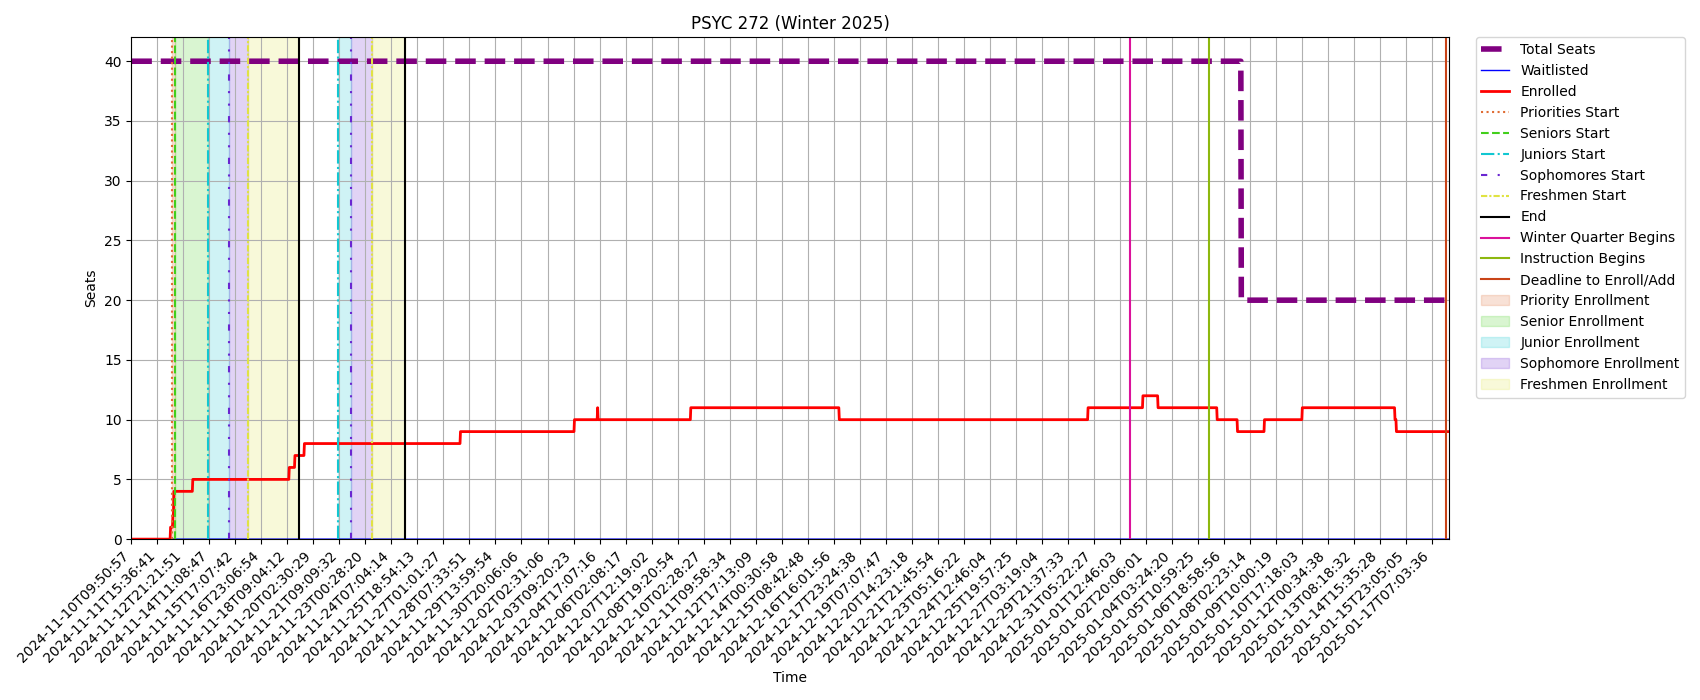 PSYC 272 (Winter 2025)
Seats
40
35
30
25
20
15
10
5
0
2024-11-10T09:50:57
2024-11-11T15:36:41
2024-11-12T21:21:51
2024-11-14T11:08:47
2024-11-15T17:07:42
2024-11-16T23:06:54
2024-11-18T09:04:12
2024-11-20T02:30:29
2024-11-21T09:09:32
2024-11-23T00:28:20
2024-11-24T07:04:14
2024-11-25T18:54:13
2024-11-27T01:01:27
2024-11-28T07:33:51
2024-11-29T13:59:54
2024-11-30T20:06:06
2024-12-02T02:31:06
2024-12-03T09:20:23
2024-12-04T17:07:16
2024-12-06T02:08:17
2024-12-07T12:19:02
2024-12-08T19:20:54
2024-12-10T02:28:27
2024-12-11T09:58:34
2024-12-12T17:13:09
2024-12-14T00:30:58
2024-12-15T08:42:48
2024-12-16T16:01:56
2024-12-17T23:24:38
2024-12-19T07:07:47
2024-12-20T14:23:18
2024-12-21T21:45:54
2024-12-23T05:16:22
2024-12-24T12:46:04
2024-12-25T19:57:25
2024-12-27T03:19:04
2024-12-29T21:37:33
2024-12-31T05:22:27
2025-01-01T12:46:03
2025-01-02T20:06:01
2025-01-04T03:24:20
2025-01-05T10:59:25
2025-01-06T18:58:56
2025-01-08T02:23:14
2025-01-09T10:00:19
2025-01-10T17:18:03
2025-01-12T00:34:38
2025-01-13T08:18:32
2025-01-14T15:35:28
2025-01-15T23:05:05
2025-01-17T07:03:36
Time
Total Seats
Waitlisted
Enrolled
Priorities Start
Seniors Start
Juniors Start
Sophomores Start
Freshmen Start
End
Winter Quarter Begins
Instruction Begins
Deadline to Enroll/Add
Priority Enrollment
Senior Enrollment
Junior Enrollment
Sophomore Enrollment
Freshmen Enrollment